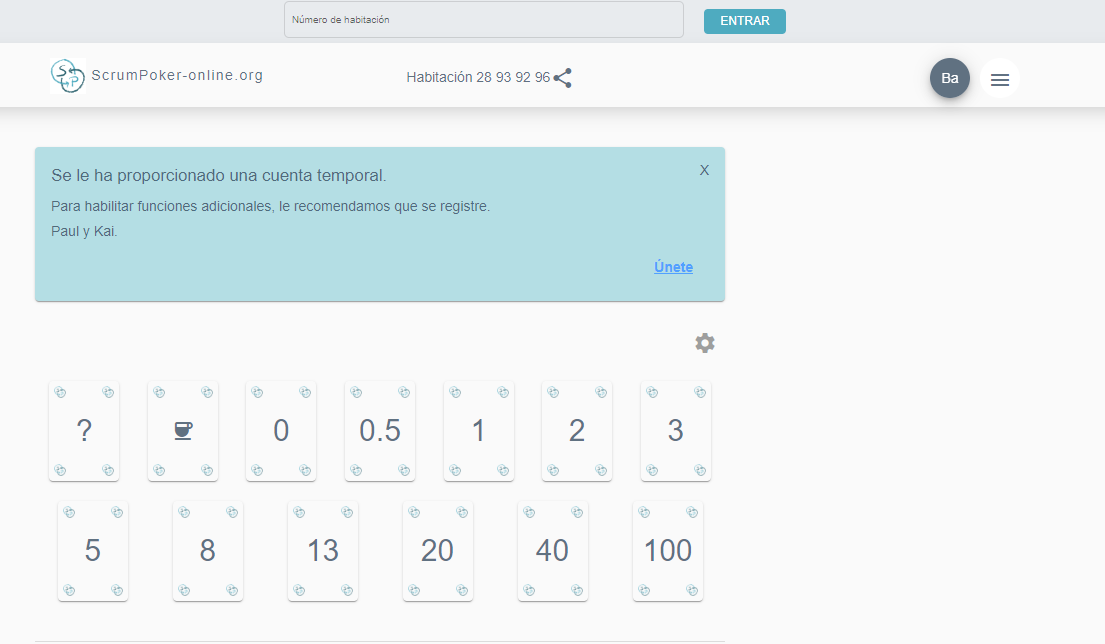 Número de habitación
ENTRAR
ScrumPoker-online.org
Habitación 28 93 92 96
Ba
Se le ha proporcionado una cuenta temporal.
X
Para habilitar funciones adicionales, le recomendamos que se registre.
Paul y Kai.
Únete
? 0 0.5 1 2 3
5 8 13 20 40 100